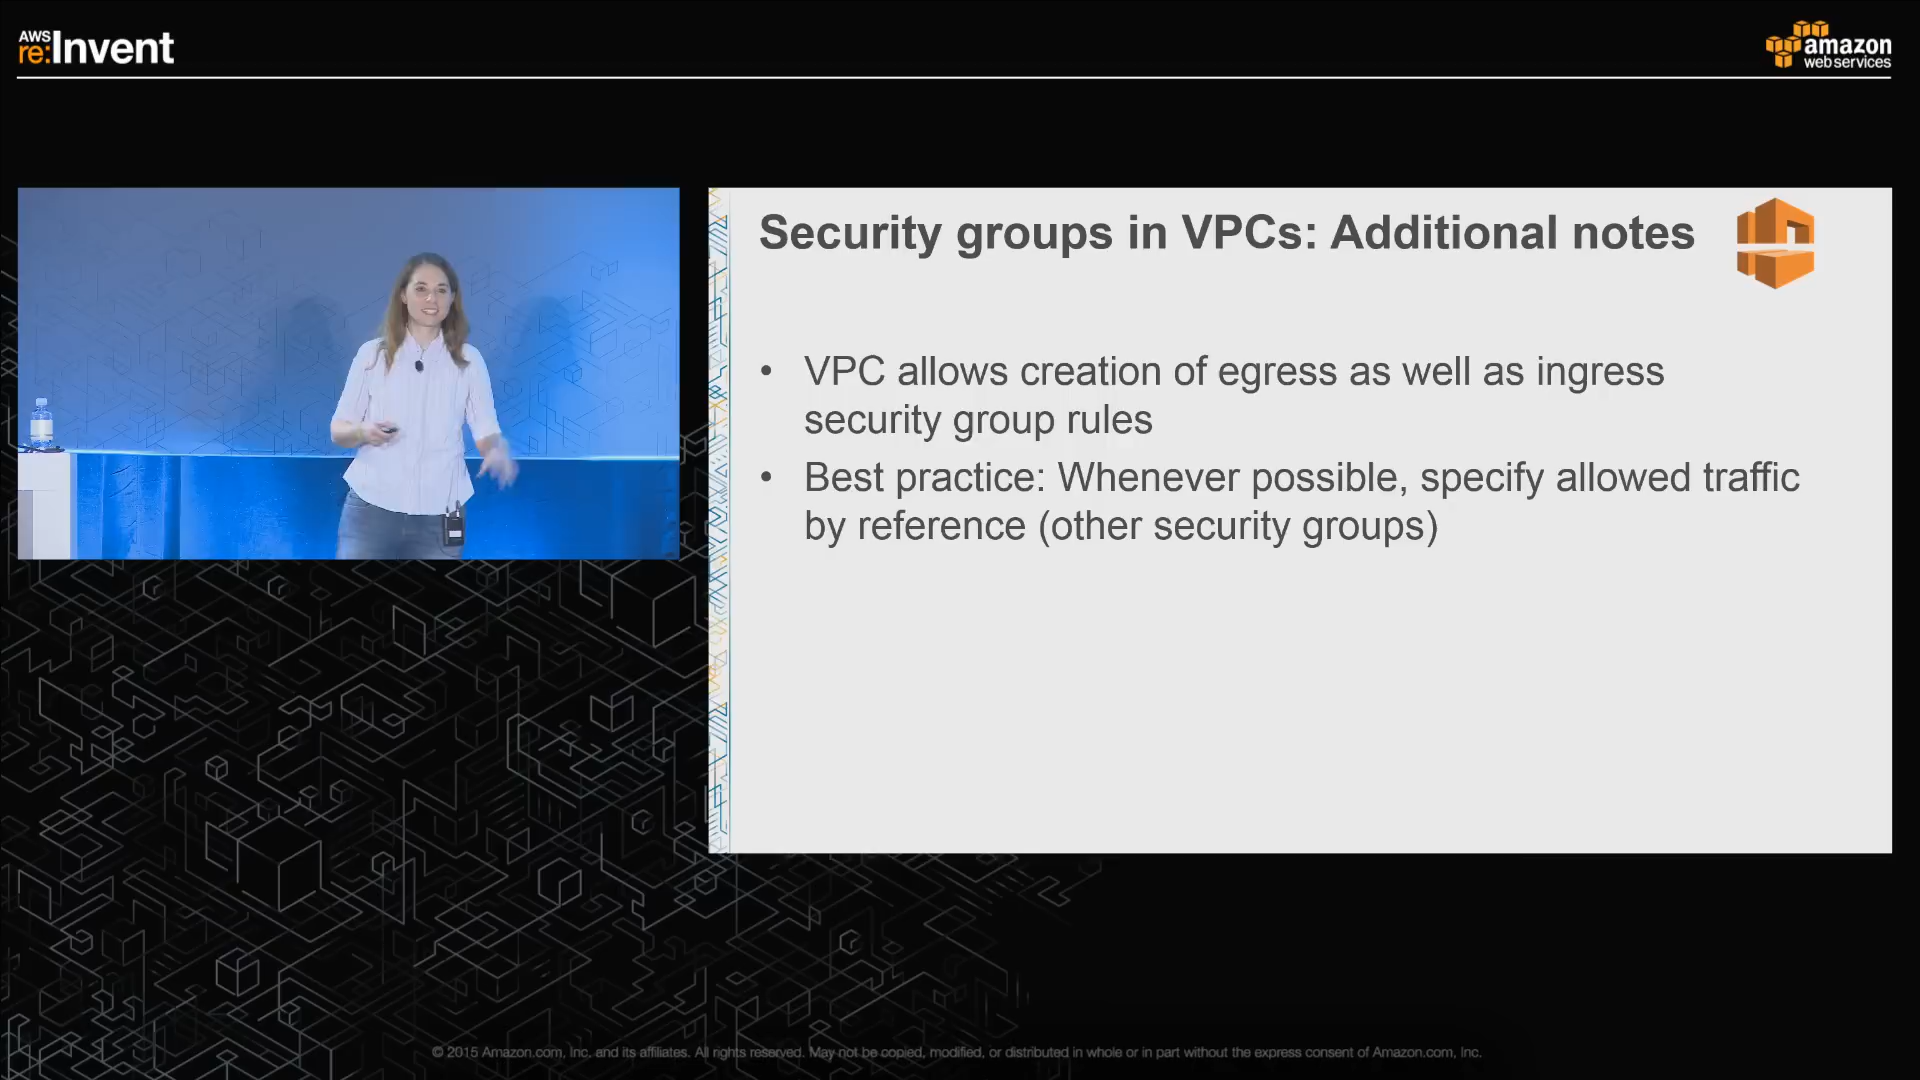 AWS
re:Invent
amazon
web services
Security groups in VPCs: Additional notes
• VPC allows creation of egress as well as ingress
security group rules
• Best practice: Whenever possible, specify allowed traffic
by reference (other security groups)
© 2015 Amazon.com, Inc. and its affiliates. All rights reserved. May not be copied, modified, or distributed in whole or in part without the express consent of Amazon.com, Inc.